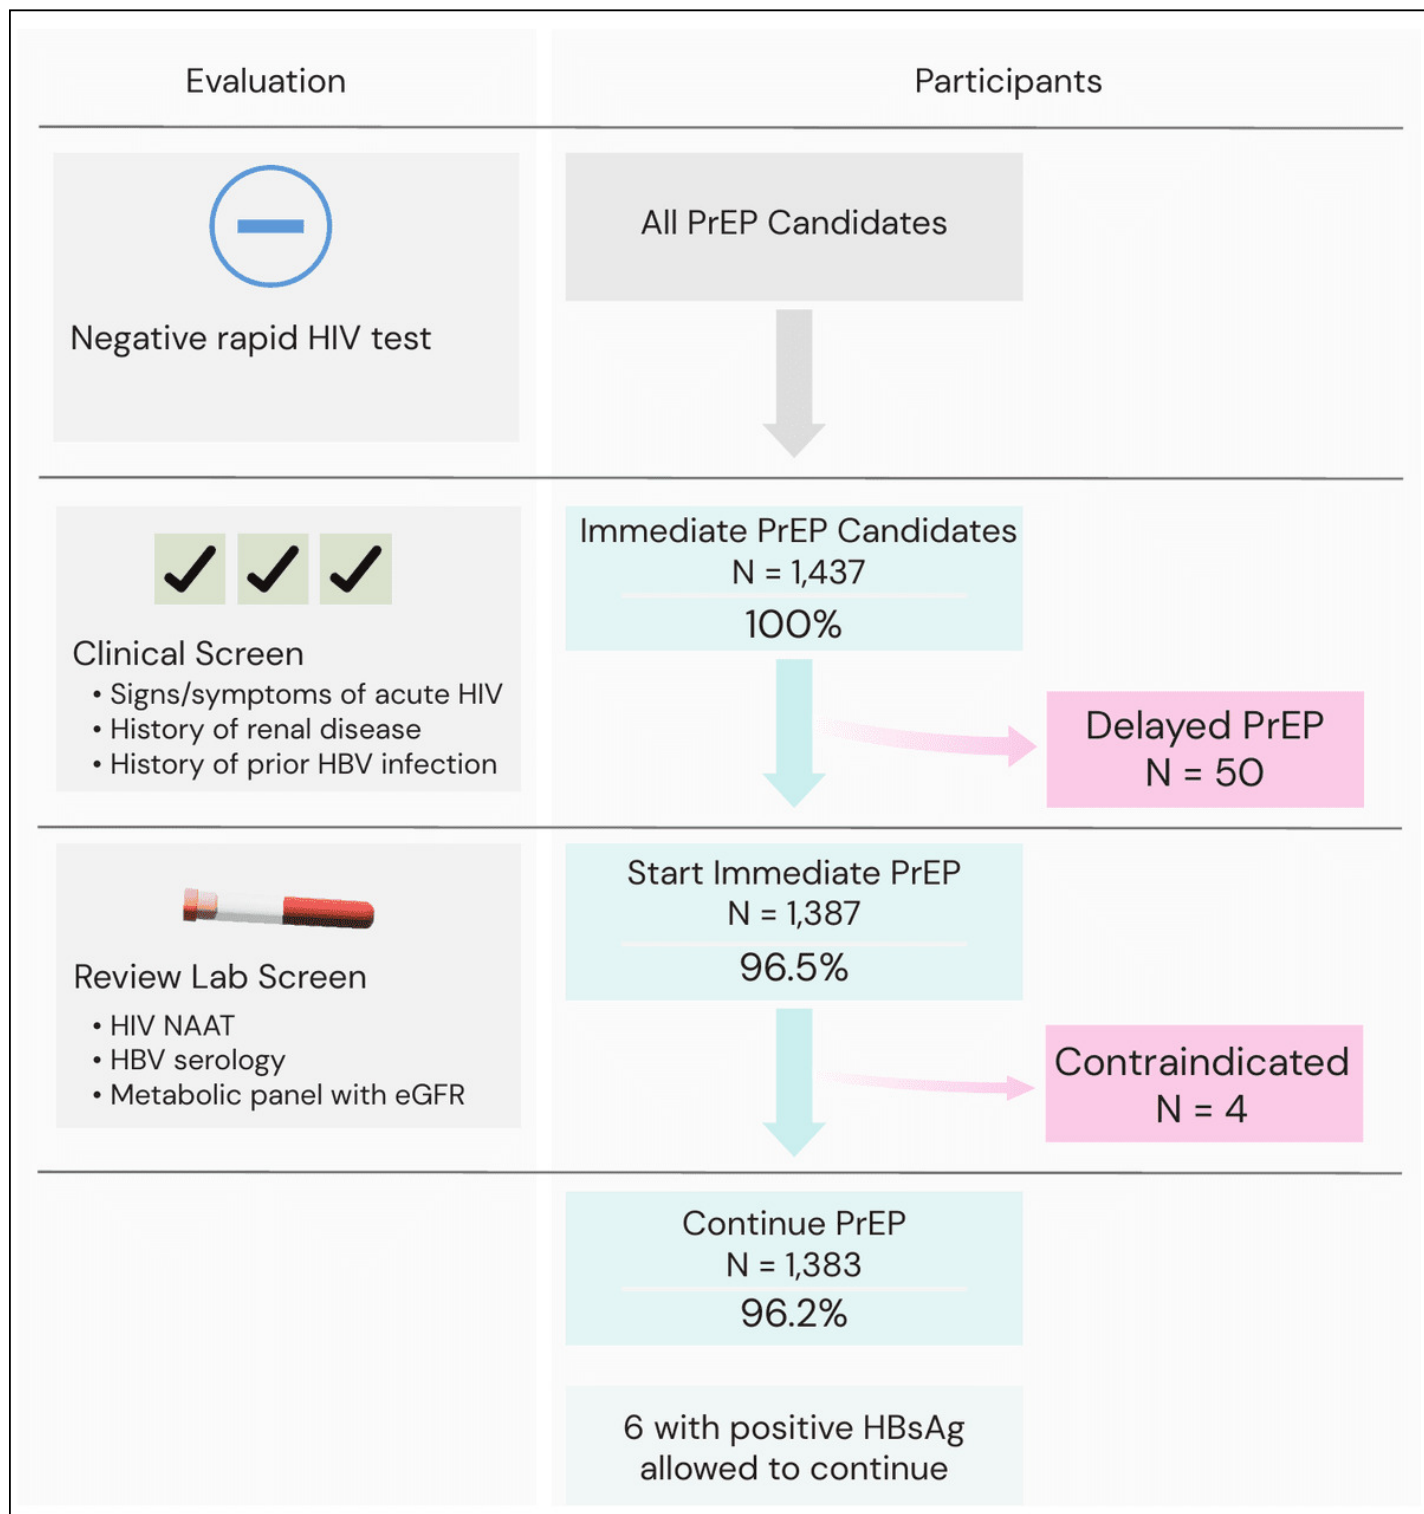 Evaluation
Participants
Negative rapid HIV test
All PrEP Candidates
Clinical Screen
• Signs/symptoms of acute HIV
• History of renal disease
• History of prior HBV infection
Immediate PrEP Candidates
N = 1,437
100%
Delayed PrEP
N = 50
Review Lab Screen
• HIV NAAT
• HBV serology
• Metabolic panel with eGFR
Start Immediate PrEP
N = 1,387
96.5%
Contraindicated
N = 4
Continue PrEP
N = 1,383
96.2%
6 with positive HBsAg
allowed to continue